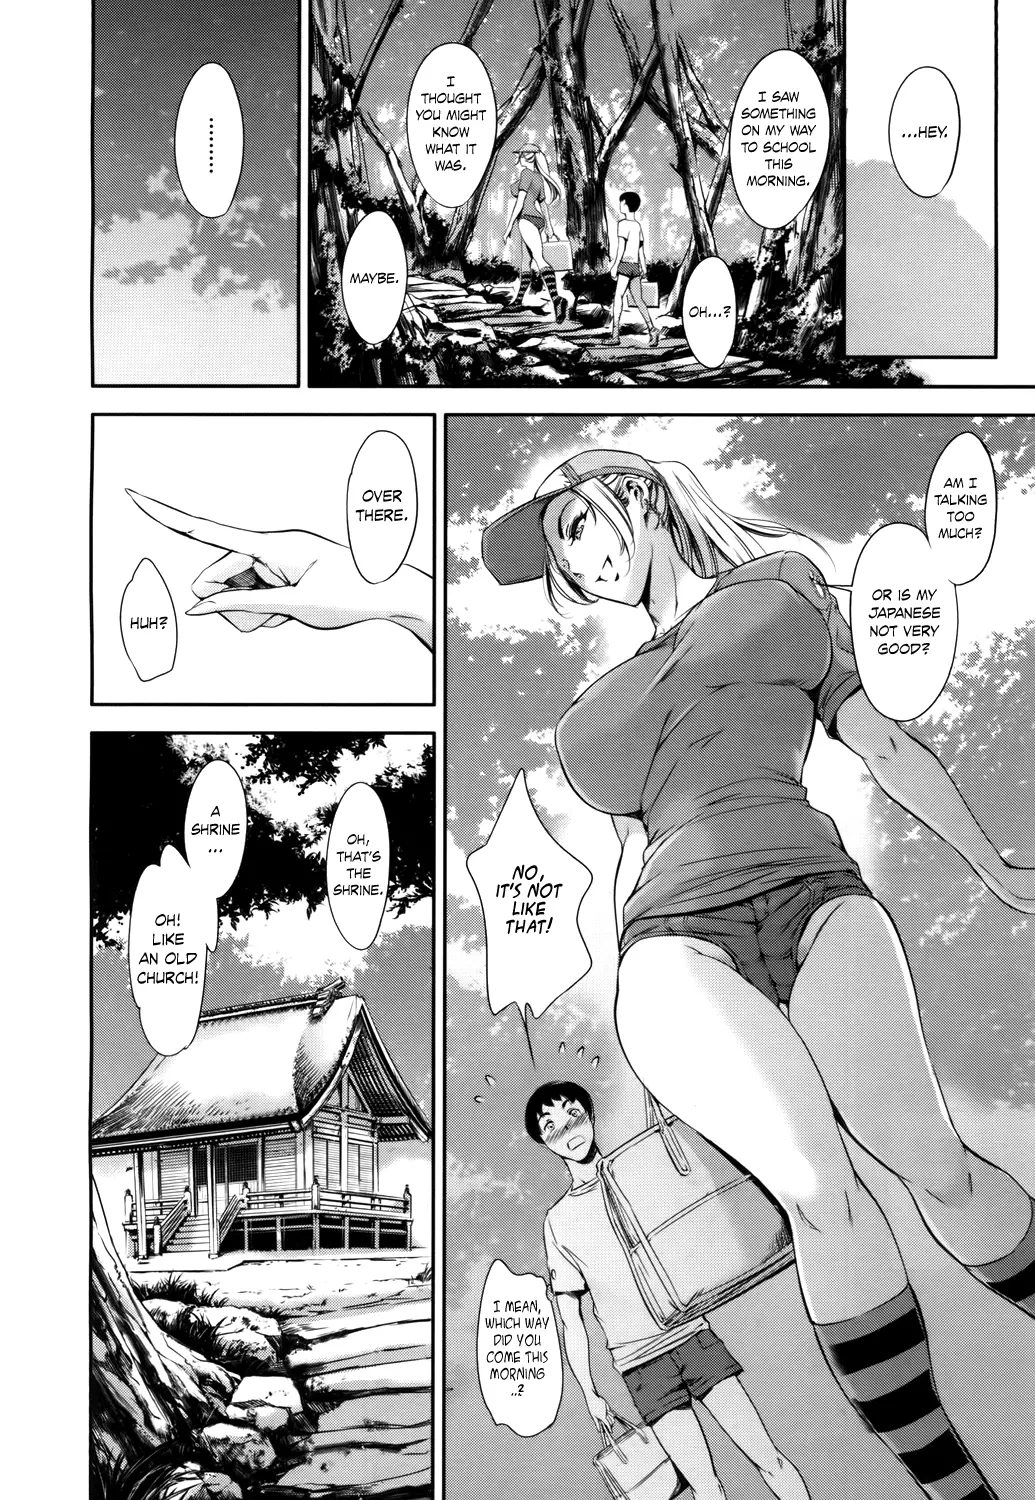 ...HEY.
I SAW
SOMETHING
ON MY WAY
TO SCHOOL
THIS
MORNING.
OH...?
I
THOUGHT
YOU MIGHT
KNOW
WHAT IT
WAS.
MAYBE.
..........
AM I
TALKING
TOO
MUCH?
OR IS MY
JAPANESE
NOT VERY
GOOD?
NO,
IT'S NOT
LIKE
THAT!
I MEAN,
WHICH WAY
DID YOU
COME THIS
MORNING
..?
OVER
THERE.
HUH?
OH,
THAT'S
THE
SHRINE.
A
SHRINE
...
OH!
LIKE
AN OLD
CHURCH!